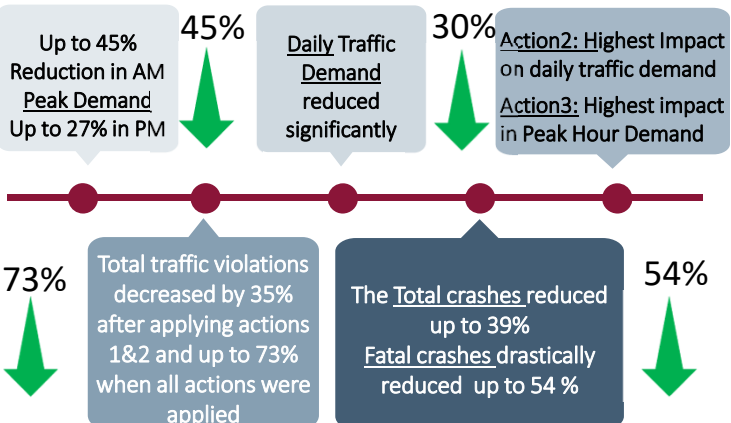 Up to 45%
Reduction in AM
Peak Demand
Up to 27% in PM
45%
Daily Traffic
Demand
reduced
significantly
30%
Action2: Highest Impact
on daily traffic demand
Action3: Highest impact
in Peak Hour Demand
73%
Total traffic violations
decreased by 35%
after applying actions
1&2 and up to 73%
when all actions were
applied
The Total crashes reduced
up to 39%
Fatal crashes drastically
reduced up to 54 %
54%